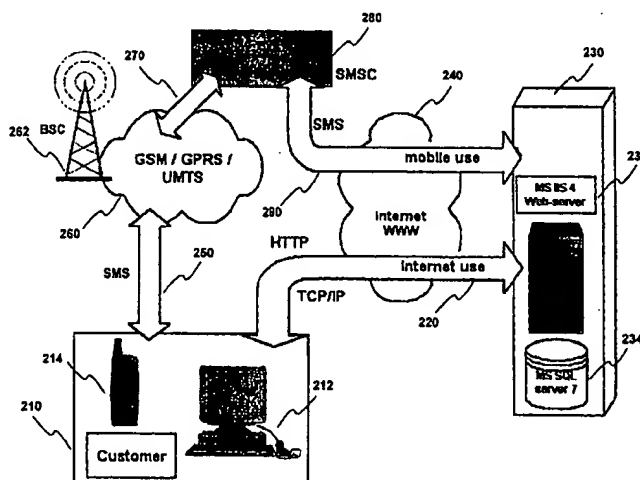 280
270
SMSC
240
230
BSC
262
SMS
GSM / GPRS /
UMTS
mobile use
MS IIS 4
Web-server
260
290
Internet
WWW
HTTP
250
SMS
internet use
TCP/IP
220
214
234
212
MS SQL
server 7
210
Customer